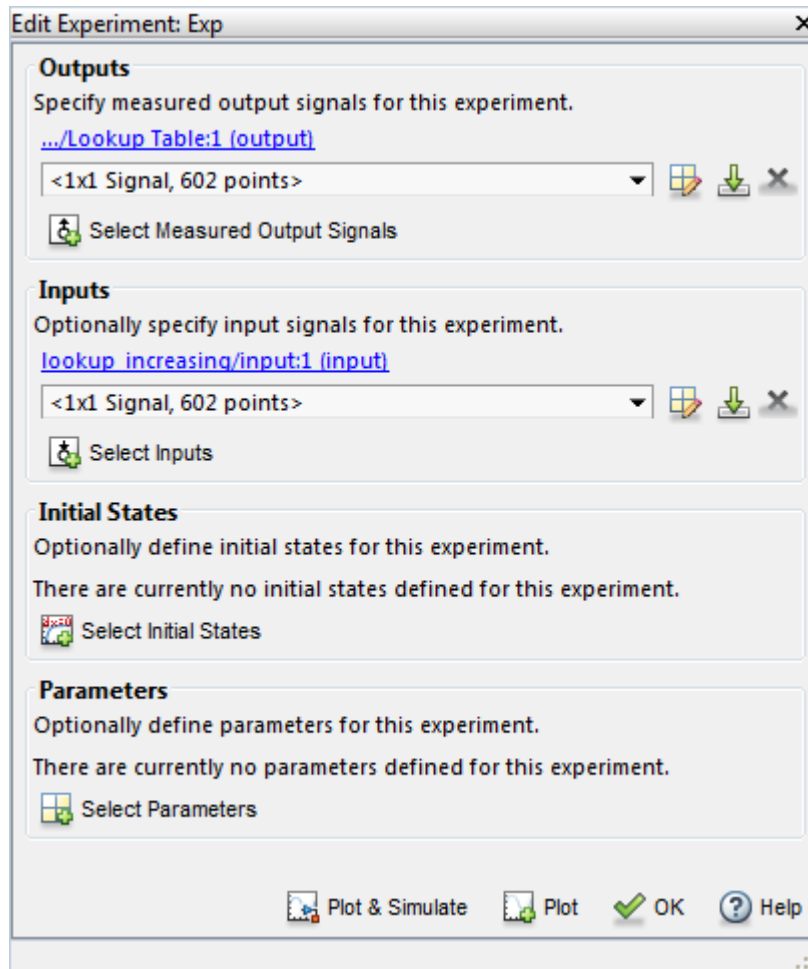 Edit Experiment: Exp
Outputs
Specify measured output signals for this experiment.
.../Lookup Table:1 (output)
<1x1 Signal, 602 points>
Select Measured Output Signals
Inputs
Optionally specify input signals for this experiment.
lookup_increasing/input:1 (input)
<1x1 Signal, 602 points>
Select Inputs
Initial States
Optionally define initial states for this experiment.
There are currently no initial states defined for this experiment.
Select Initial States
Parameters
Optionally define parameters for this experiment.
There are currently no parameters defined for this experiment.
Select Parameters
Plot & Simulate Plot OK Help